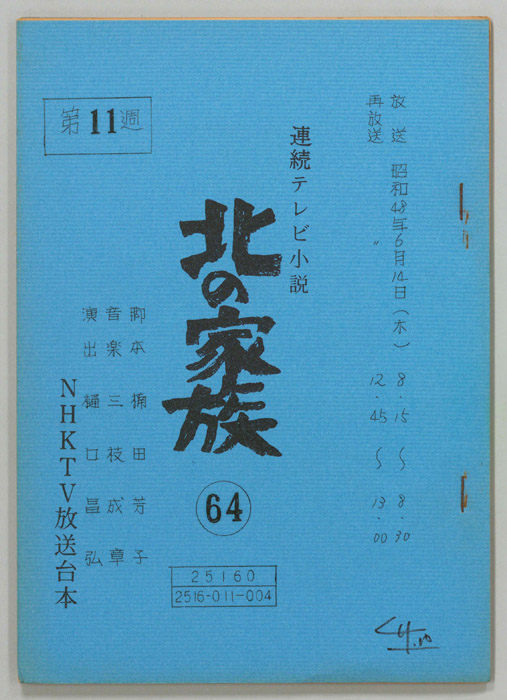 放送 昭和48年6月14日(木) 8・15〜8・30
再放送 〃 12・45〜13・00
連続テレビ小説
北の家族
64
第11週
脚本 楠田芳子
音楽 三枝成章
演出 樋口昌弘
NHKTV放送台本
25160
2516-011-004